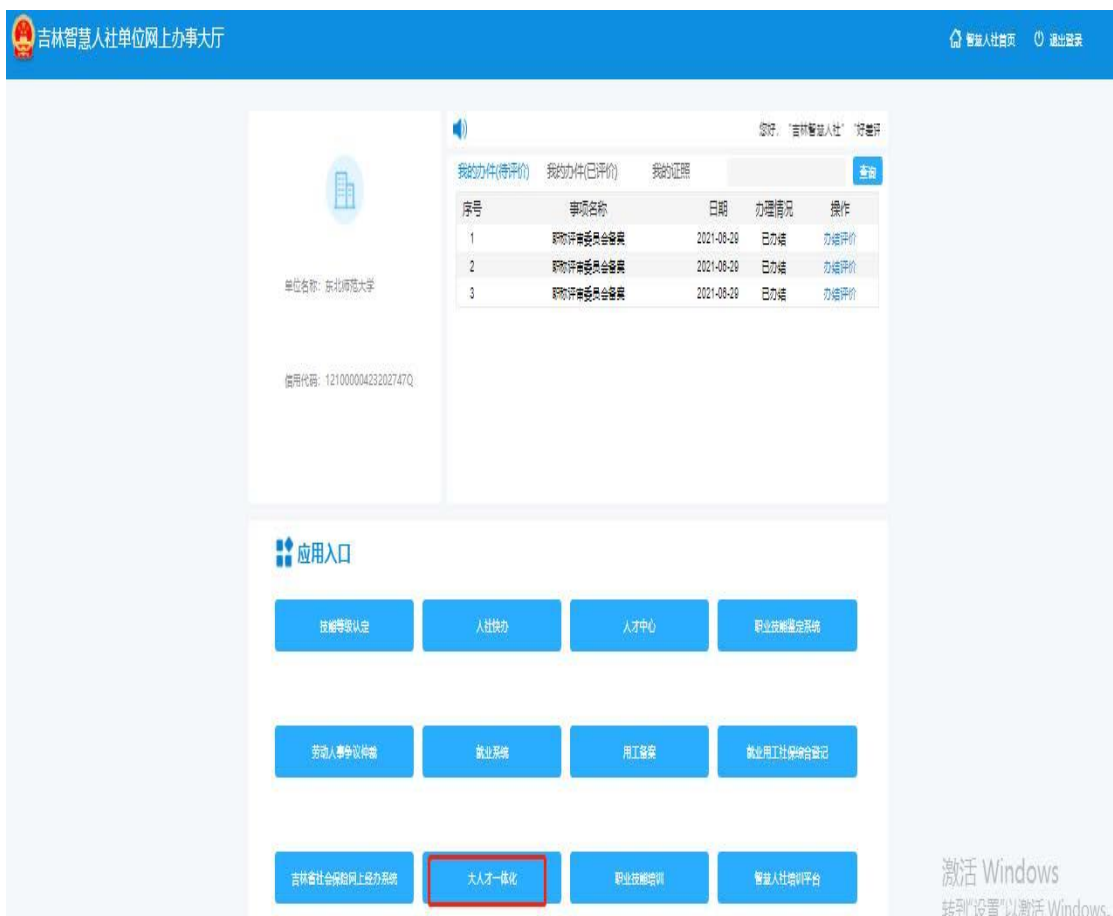 吉林智慧人社单位网上办事大厅
智慧人社首页 退出登录
您好，“吉林智慧人社”“好差评
我的办件(待评价) 我的办件(已评价) 我的证照 查询
序号 事项名称 日期 办理情况 操作
1 职称评审委员会备案 2021-06-29 已办结 办结评价
2 职称评审委员会备案 2021-06-29 已办结 办结评价
3 职称评审委员会备案 2021-06-29 已办结 办结评价
单位名称：东北师范大学
信用代码：12100000423202747Q
应用入口
技能等级认定 人社快办 人才中心 职业技能鉴定系统
劳动人事争议仲裁 就业系统 用工备案 就业用工社保综合登记
吉林省社会保险网上经办系统 大人才一体化 职业技能培训 智慧人社培训平台
激活 Windows
转到"设置"以激活 Windows